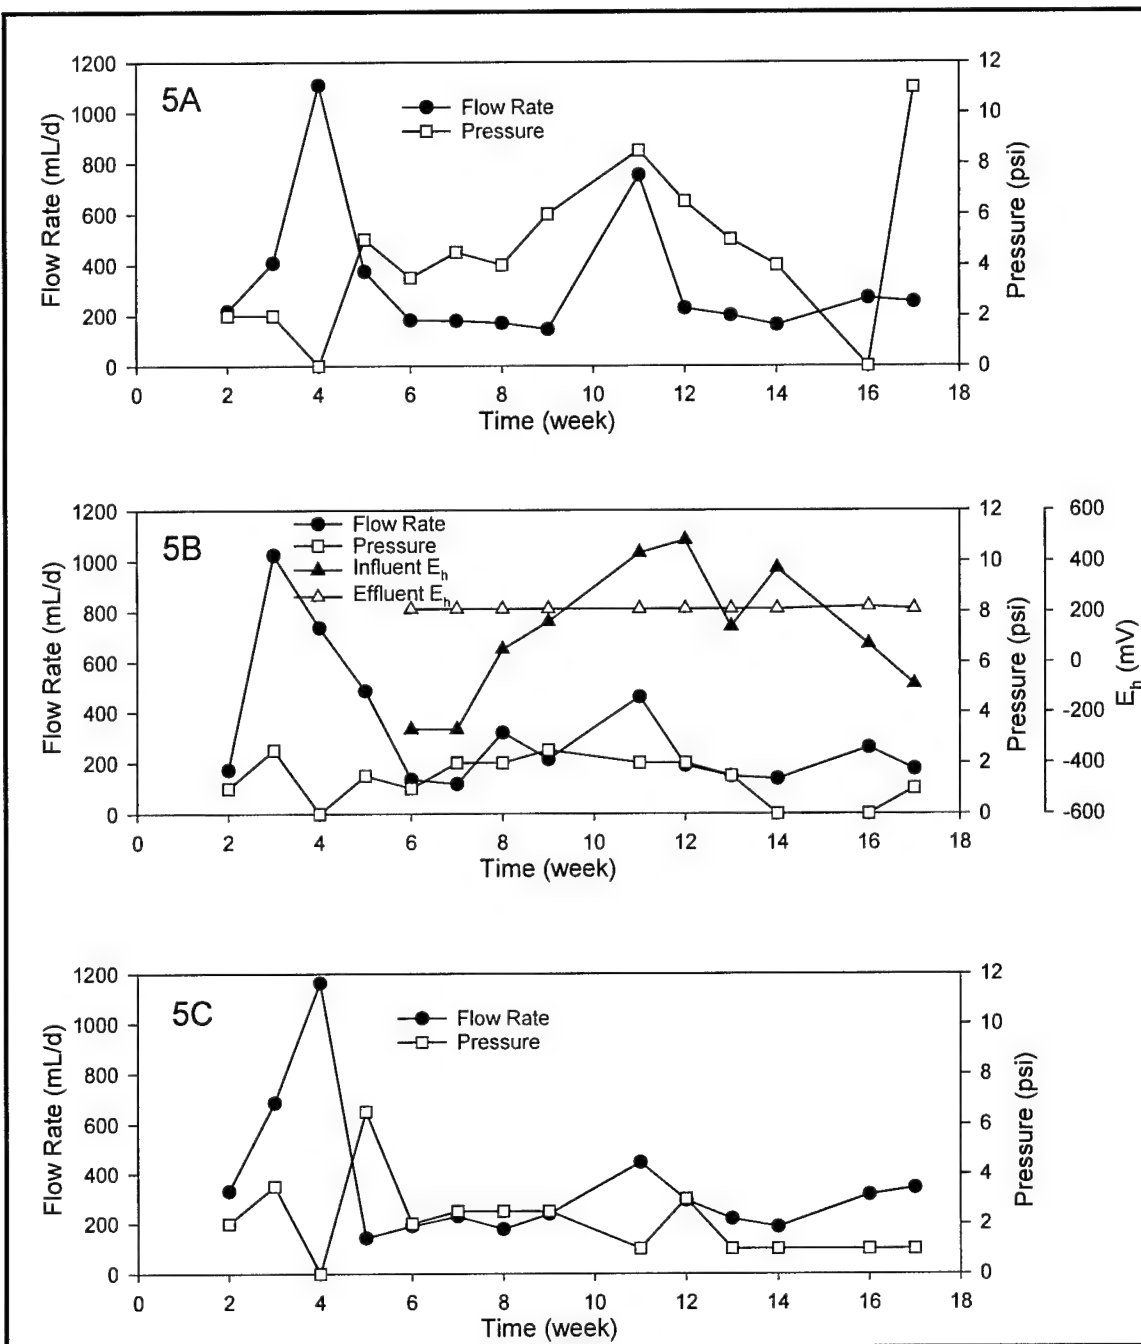 5A
Flow Rate
Pressure
Flow Rate (mL/d)
1200
1000
800
600
400
200
0
12
10
8
6
4
2
0
Pressure (psi)
0 2 4 6 8 10 12 14 16 18
Time (week)
5B
Flow Rate
Pressure
Influent Eh
Effluent Eh
Flow Rate (mL/d)
1200
1000
800
600
400
200
0
12
10
8
6
4
2
0
Pressure (psi)
600
400
200
0
-200
-400
-600
Eh (mV)
0 2 4 6 8 10 12 14 16 18
Time (week)
5C
Flow Rate
Pressure
Flow Rate (mL/d)
1200
1000
800
600
400
200
0
12
10
8
6
4
2
0
Pressure (psi)
0 2 4 6 8 10 12 14 16 18
Time (week)